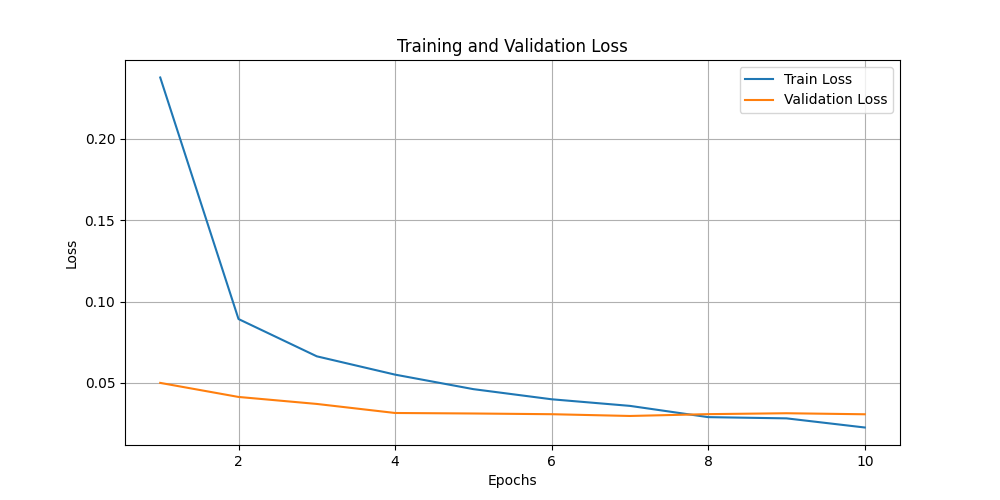 Training and Validation Loss
Train Loss
Validation Loss
0.20
0.15
0.10
0.05
Loss
2
4
6
8
10
Epochs